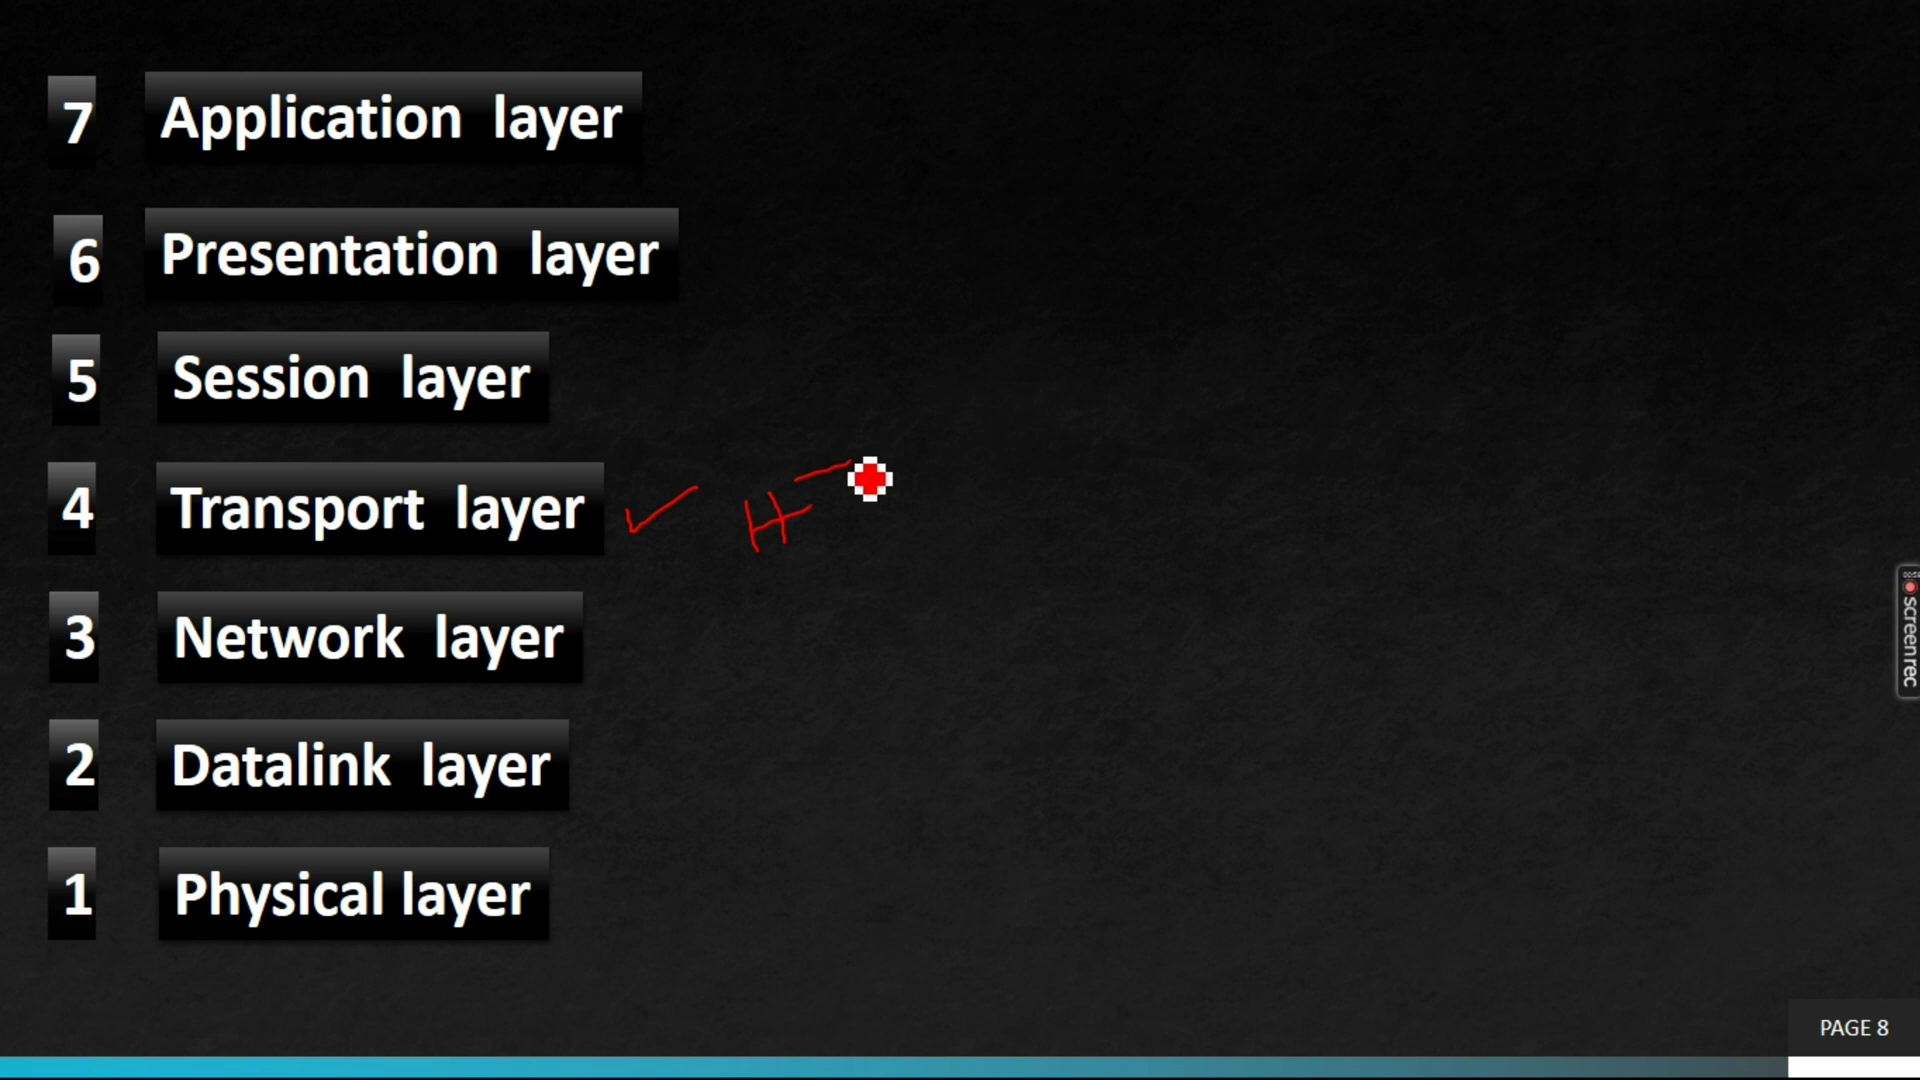 7 Application layer
6 Presentation layer
5 Session layer
4 Transport layer H
3 Network layer
2 Datalink layer
1 Physical layer
screenrec
PAGE 8